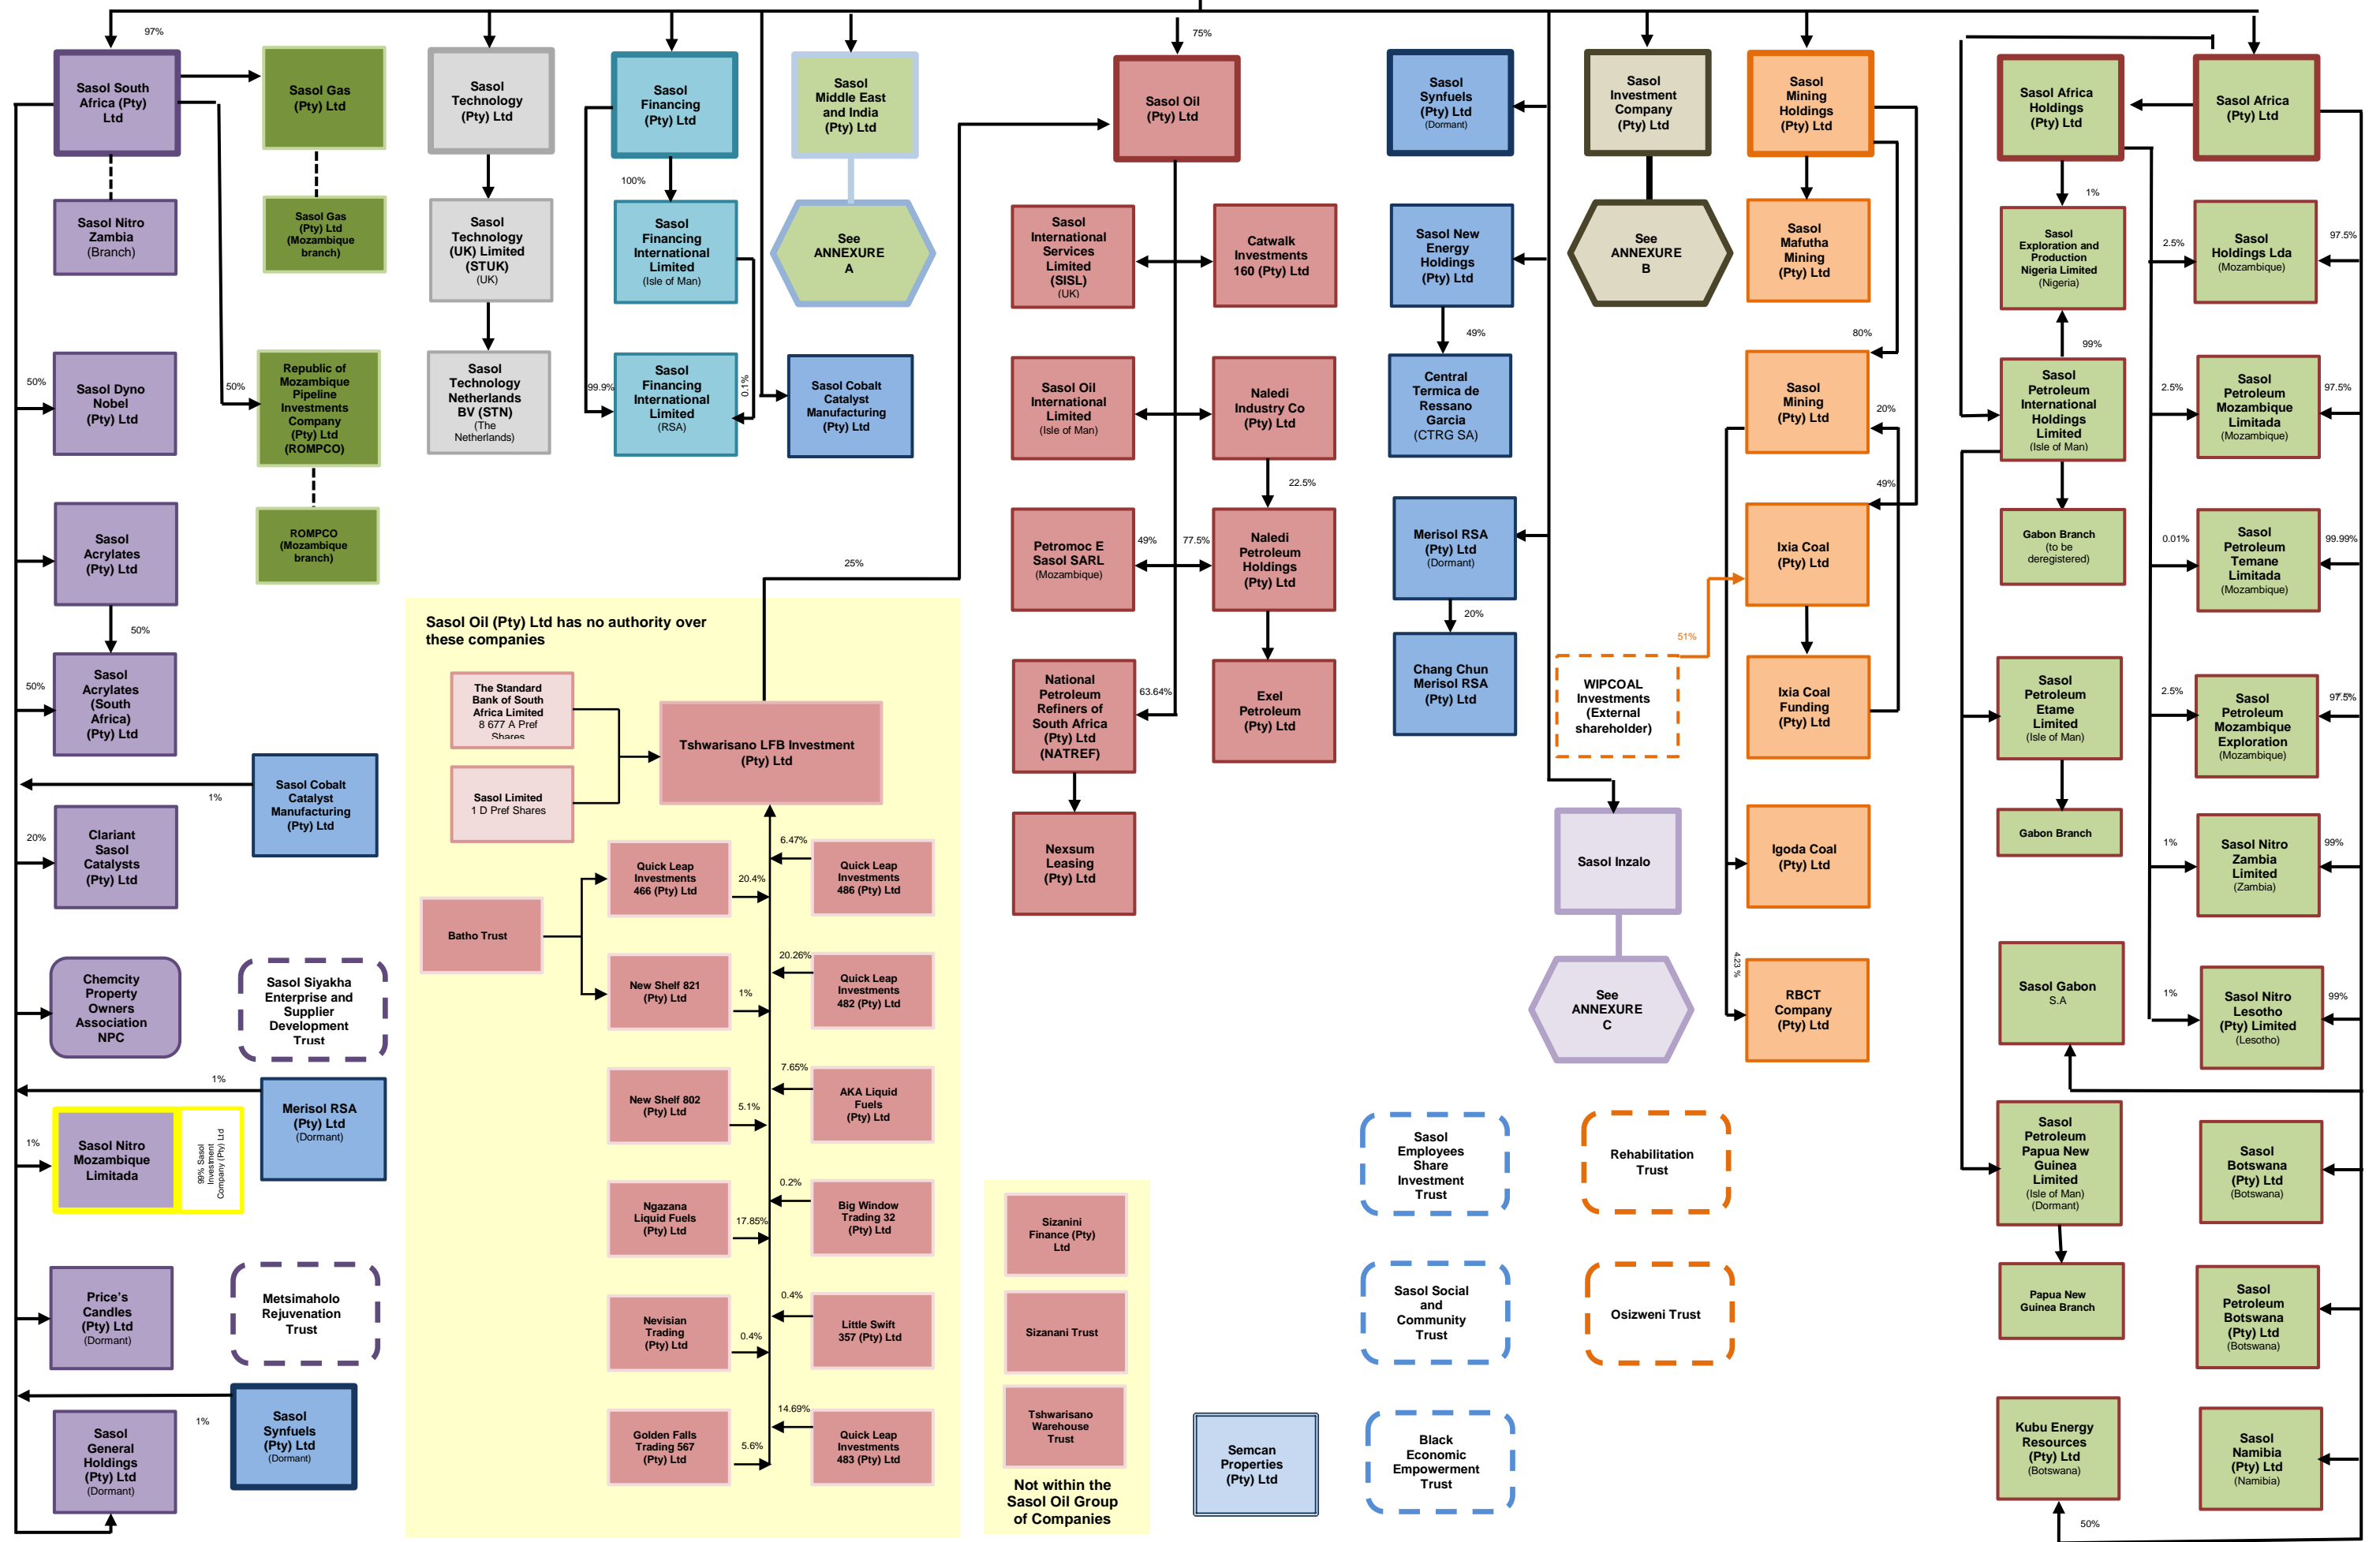 97%
75%
Sasol South
Africa (Pty)
Ltd
Sasol Gas
(Pty) Ltd
Sasol
Technology
(Pty) Ltd
Sasol
Financing
(Pty) Ltd
Sasol
Middle East
and India
(Pty) Ltd
Sasol Oil
(Pty) Ltd
Sasol
Synfuels
(Pty) Ltd
(Dormant)
Sasol
Investment
Company
(Pty) Ltd
Sasol
Mining
Holdings
(Pty) Ltd
Sasol Africa
Holdings
(Pty) Ltd
Sasol Africa
(Pty) Ltd
100%
1%
Sasol Nitro
Zambia
(Branch)
Sasol Gas
(Pty) Ltd
(Mozambique
branch)
Sasol
Technology
(UK) Limited
(STUK)
(UK)
Sasol
Financing
International
Limited
(Isle of Man)
See
ANNEXURE
A
Sasol
International
Services
Limited
(SISL)
(UK)
Catwalk
Investments
160 (Pty) Ltd
Sasol New
Energy
Holdings
(Pty) Ltd
See
ANNEXURE
B
Sasol
Mafutha
Mining
(Pty) Ltd
Sasol
Exploration and
Production
Nigeria Limited
(Nigeria)
2.5%
Sasol
Holdings Lda
(Mozambique)
97.5%
49%
80%
99%
50%
Sasol Dyno
Nobel
(Pty) Ltd
50%
Republic of
Mozambique
Pipeline
Investments
Company
(Pty) Ltd
(ROMPCO)
Sasol
Technology
Netherlands
BV (STN)
(The
Netherlands)
99.9%
Sasol
Financing
International
Limited
(RSA)
0.1%
Sasol Cobalt
Catalyst
Manufacturing
(Pty) Ltd
Sasol Oil
International
Limited
(Isle of Man)
Naledi
Industry Co
(Pty) Ltd
Central
Termica de
Ressano
Garcia
(CTRG SA)
Sasol
Mining
(Pty) Ltd
20%
Sasol
Petroleum
International
Holdings
Limited
(Isle of Man)
2.5%
Sasol
Petroleum
Mozambique
Limitada
(Mozambique)
97.5%
22.5%
49%
Sasol
Acrylates
(Pty) Ltd
ROMPCO
(Mozambique
branch)
Petromoc E
Sasol SARL
(Mozambique)
49%
77.5%
Naledi
Petroleum
Holdings
(Pty) Ltd
Merisol RSA
(Pty) Ltd
(Dormant)
Ixia Coal
(Pty) Ltd
Gabon Branch
(to be
deregistered)
0.01%
Sasol
Petroleum
Temane
Limitada
(Mozambique)
99.99%
25%
50%
20%
51%
Sasol Oil (Pty) Ltd has no authority over
these companies
50%
Sasol
Acrylates
(South
Africa)
(Pty) Ltd
The Standard
Bank of South
Africa Limited
8 677 A Pref
Shares
Tshwarisano LFB Investment
(Pty) Ltd
National
Petroleum
Refiners of
South Africa
(Pty) Ltd
(NATREF)
63.64%
Exel
Petroleum
(Pty) Ltd
Chang Chun
Merisol RSA
(Pty) Ltd
WIPCOAL
Investments
(External
shareholder)
Ixia Coal
Funding
(Pty) Ltd
Sasol
Petroleum
Etame
Limited
(Isle of Man)
2.5%
Sasol
Petroleum
Mozambique
Exploration
(Mozambique)
97.5%
Sasol Limited
1 D Pref Shares
1%
Sasol Cobalt
Catalyst
Manufacturing
(Pty) Ltd
20%
Clariant
Sasol
Catalysts
(Pty) Ltd
Nexsum
Leasing
(Pty) Ltd
Sasol Inzalo
Igoda Coal
(Pty) Ltd
Gabon Branch
1%
Sasol Nitro
Zambia
Limited
(Zambia)
99%
6.47%
Quick Leap
Investments
466 (Pty) Ltd
20.4%
Quick Leap
Investments
486 (Pty) Ltd
Batho Trust
20.26%
New Shelf 821
(Pty) Ltd
1%
Quick Leap
Investments
482 (Pty) Ltd
Chemcity
Property
Owners
Association
NPC
Sasol Siyakha
Enterprise and
Supplier
Development
Trust
See
ANNEXURE
C
4.23 %
RBCT
Company
(Pty) Ltd
Sasol Gabon
S.A
1%
Sasol Nitro
Lesotho
(Pty) Limited
(Lesotho)
99%
7.65%
New Shelf 802
(Pty) Ltd
5.1%
AKA Liquid
Fuels
(Pty) Ltd
1%
Merisol RSA
(Pty) Ltd
(Dormant)
1%
Sasol Nitro
Mozambique
Limitada
99% Sasol
Investment
Company (Pty) Ltd
0.2%
Ngazana
Liquid Fuels
(Pty) Ltd
17.85%
Big Window
Trading 32
(Pty) Ltd
Sizanini
Finance (Pty)
Ltd
Sasol
Employees
Share
Investment
Trust
Rehabilitation
Trust
Sasol
Petroleum
Papua New
Guinea
Limited
(Isle of Man)
(Dormant)
Sasol
Botswana
(Pty) Ltd
(Botswana)
Price's
Candles
(Pty) Ltd
(Dormant)
Metsimaholo
Rejuvenation
Trust
0.4%
Nevisian
Trading
(Pty) Ltd
0.4%
Little Swift
357 (Pty) Ltd
Sizanani Trust
Sasol Social
and
Community
Trust
Osizweni Trust
Papua New
Guinea Branch
Sasol
Petroleum
Botswana
(Pty) Ltd
(Botswana)
1%
Sasol
Synfuels
(Pty) Ltd
(Dormant)
Sasol
General
Holdings
(Pty) Ltd
(Dormant)
14.69%
Golden Falls
Trading 567
(Pty) Ltd
5.6%
Quick Leap
Investments
483 (Pty) Ltd
Tshwarisano
Warehouse
Trust
Not within the
Sasol Oil Group
of Companies
Semcan
Properties
(Pty) Ltd
Black
Economic
Empowerment
Trust
Kubu Energy
Resources
(Pty) Ltd
(Botswana)
Sasol
Namibia
(Pty) Ltd
(Namibia)
50%